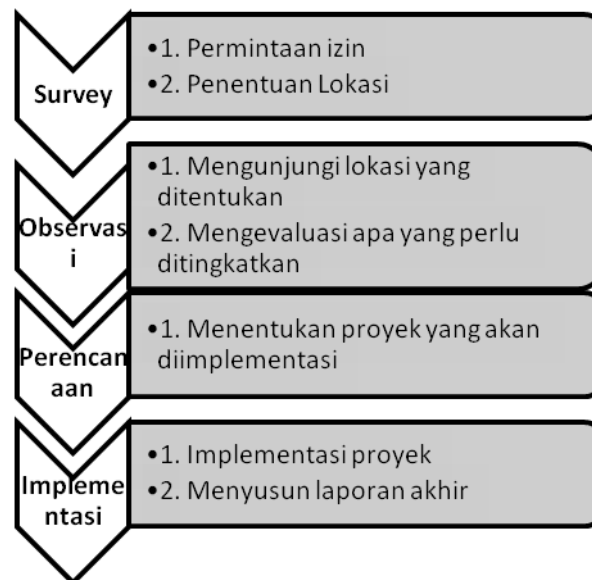 Survey
•1. Permintaan izin
•2. Penentuan Lokasi
Observas
i
•1. Mengunjungi lokasi yang
ditentukan
•2. Mengevaluasi apa yang perlu
ditingkatkan
Perencan
aan
•1. Menentukan proyek yang akan
diimplementasi
Impleme
ntasi
•1. Implementasi proyek
•2. Menyusun laporan akhir